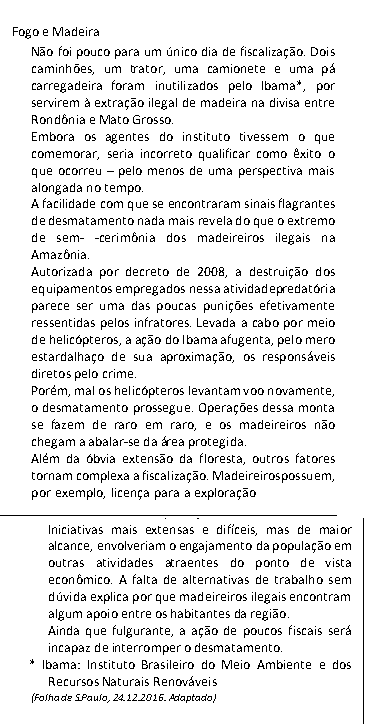 Fogo e Madeira
Não foi pouco para um único dia de fiscalização. Dois
caminhões, um trator, uma camionete e uma pá
carregadeira foram inutilizados pelo Ibama*, por
servirem à extração ilegal de madeira na divisa entre
Rondônia e Mato Grosso.
Embora os agentes do instituto tivessem o que
comemorar, seria incorreto qualificar como êxito o
que ocorreu – pelo menos de uma perspectiva mais
alongada no tempo.
A facilidade com que se encontraram sinais flagrantes
de desmatamento nada mais revela do que o extremo
de sem- -cerimônia dos madeireiros ilegais na
Amazônia.
Autorizada por decreto de 2008, a destruição dos
equipamentos empregados nessa atividadepredatória
parece ser uma das poucas punições efetivamente
ressentidas pelos infratores. Levada a cabo por meio
de helicópteros, a ação do Ibama afugenta, pelo mero
estardalhaço de sua aproximação, os responsáveis
diretos pelo crime.
Porém, mal os helicópteros levantam voo novamente,
o desmatamento prossegue. Operações dessa monta
se fazem de raro em raro, e os madeireiros não
chegam a abalar-se da área protegida.
Além da óbvia extensão da floresta, outros fatores
tornam complexa a fiscalização. Madeireirospossuem,
por exemplo, licença para a exploração
Iniciativas mais extensas e difíceis, mas de maior
alcance, envolveriam o engajamento da população em
outras atividades atraentes do ponto de vista
econômico. A falta de alternativas de trabalho sem
dúvida explica por que madeireiros ilegais encontram
algum apoio entre os habitantes da região.
Ainda que fulgurante, a ação de poucos fiscais será
incapaz de interromper o desmatamento.
* Ibama: Instituto Brasileiro do Meio Ambiente e dos
Recursos Naturais Renováveis
(Folha de S.Paulo, 24.12.2016. Adaptado)